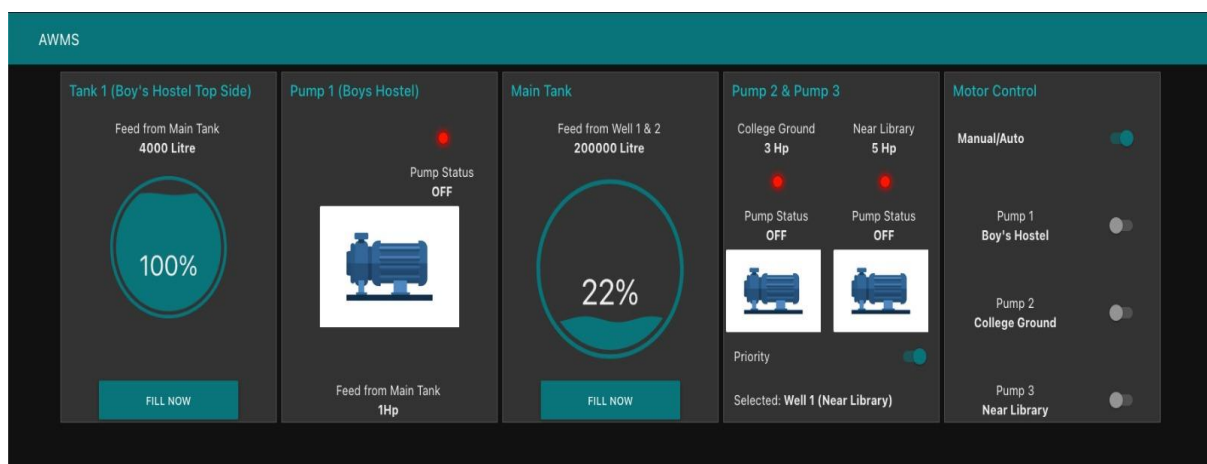 AWMS
Tank 1 (Boy's Hostel Top Side)
Feed from Main Tank
4000 Litre
100%
FILL NOW
Pump 1 (Boys Hostel)
Pump Status
OFF
Feed from Main Tank
1Hp
Main Tank
Feed from Well 1 & 2
200000 Litre
22%
FILL NOW
Pump 2 & Pump 3
College Ground
3 Hp
Near Library
5 Hp
Pump Status
OFF
Pump Status
OFF
Priority
Selected: Well 1 (Near Library)
Motor Control
Manual/Auto
Pump 1
Boy's Hostel
Pump 2
College Ground
Pump 3
Near Library